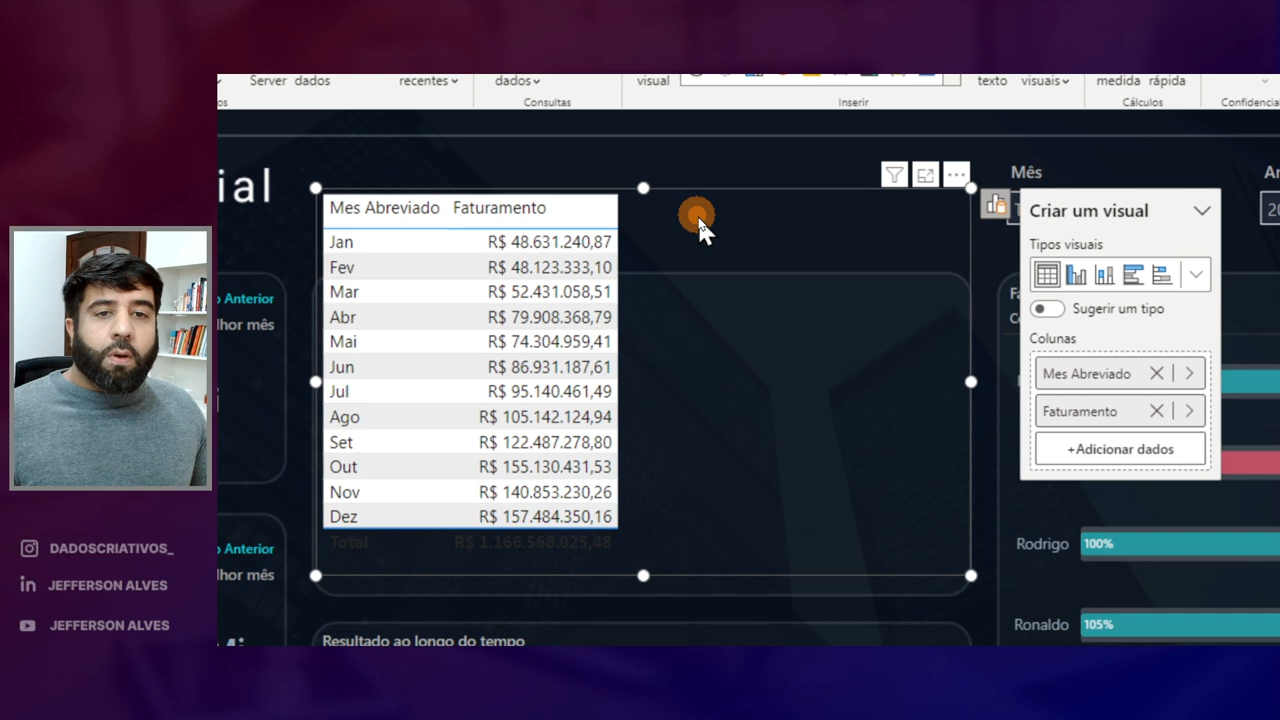 Server dados
recentes
dados
visual
texto visuais
medida rápida
os
Consultas
Inserir
Cálculos
Confidencia
ial
Mês
An
20
Mes Abreviado Faturamento
Jan R$ 48.631.240,87
Fev R$ 48.123.333,10
Mar R$ 52.431.058,51
Abr R$ 79.908.368,79
Mai R$ 74.304.959,41
Jun R$ 86.931.187,61
Jul R$ 95.140.461,49
Ago R$ 105.142.124,94
Set R$ 122.487.278,80
Out R$ 155.130.431,53
Nov R$ 140.853.230,26
Dez R$ 157.484.350,16
Total R$ 1.166.568.025,48
Criar um visual
Tipos visuais
Sugerir um tipo
Colunas
Mes Abreviado
Faturamento
+Adicionar dados
o Anterior
lhor mês
o Anterior
lhor mês
Rodrigo 100%
Ronaldo 105%
Resultado ao longo do tempo
DADOSCRIATIVOS_
JEFFERSON ALVES
JEFFERSON ALVES